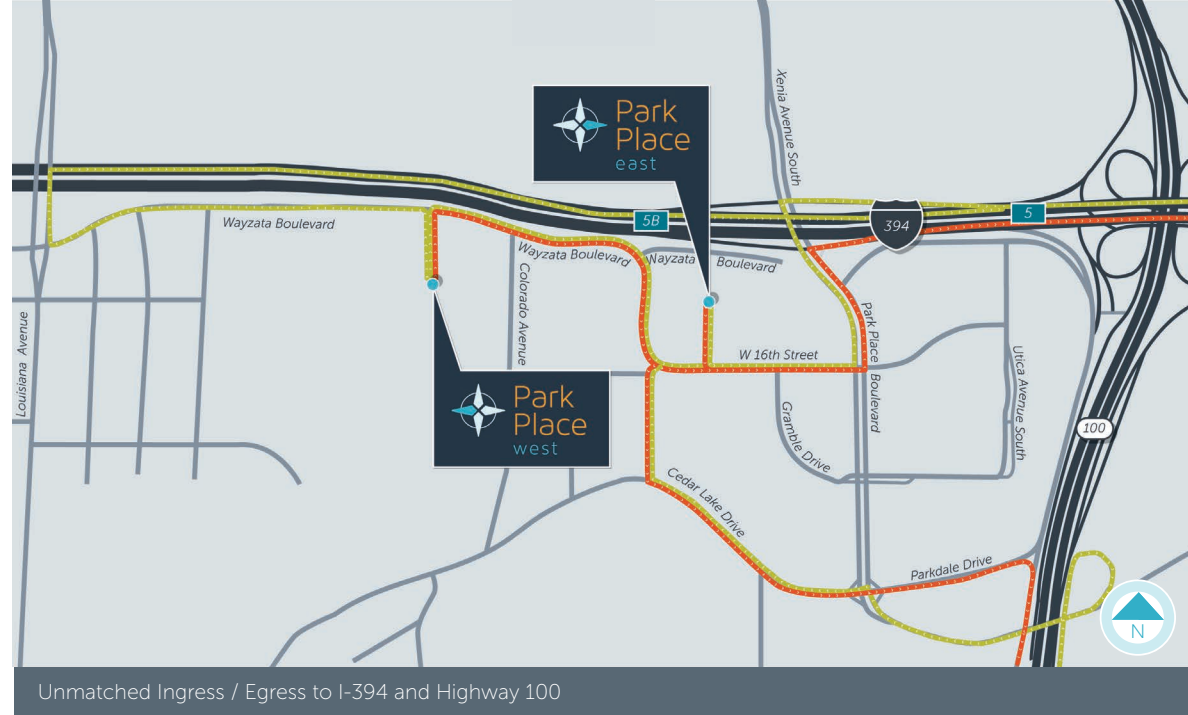 Xenia Avenue South
Park
Place
east
5B
5
394
Wayzata Boulevard
Wayzata Boulevard
Nayzata Boulevard
Colorado Avenue
Louisiana Avenue
W 16th Street
Park Place Boulevard
Utica Avenue South
Gramble Drive
100
Park
Place
west
Cedar Lake Drive
Parkdale Drive
N
Unmatched Ingress / Egress to I-394 and Highway 100